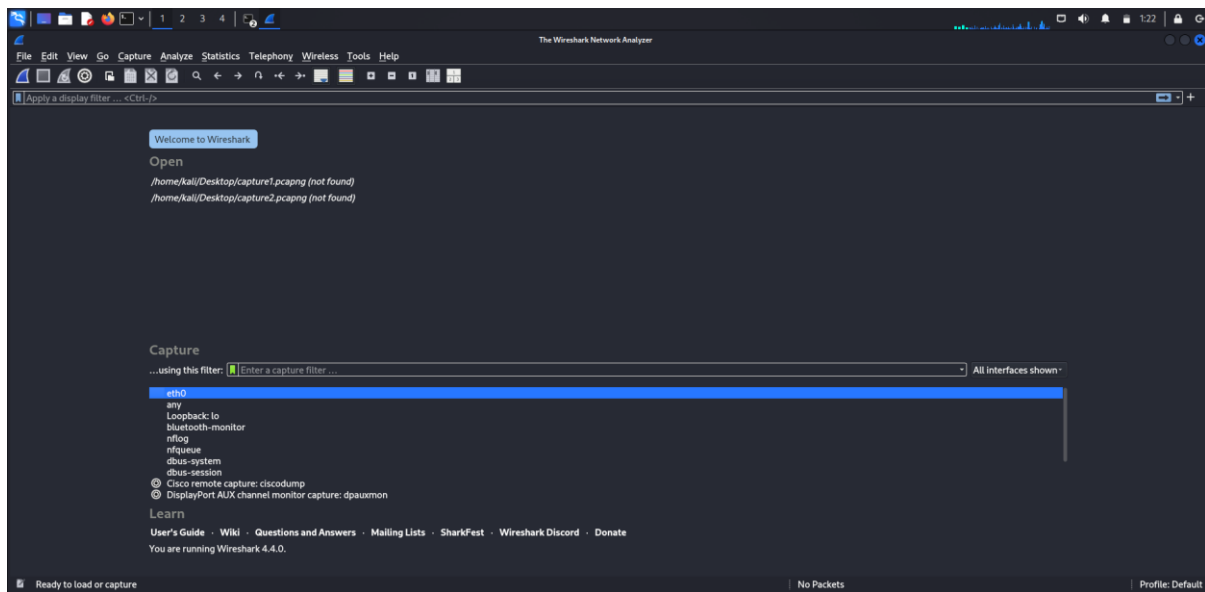 1 2 3 4 2 1:22
The Wireshark Network Analyzer
File Edit View Go Capture Analyze Statistics Telephony Wireless Tools Help
Apply a display filter ... <Ctrl-/>
Welcome to Wireshark
Open
/home/kali/Desktop/capture1.pcapng (not found)
/home/kali/Desktop/capture2.pcapng (not found)
Capture
...using this filter: Enter a capture filter ... All interfaces shown
eth0
any
Loopback: lo
bluetooth-monitor
nflog
nfqueue
dbus-system
dbus-session
Cisco remote capture: ciscodump
DisplayPort AUX channel monitor capture: dpauxmon
Learn
User's Guide · Wiki · Questions and Answers · Mailing Lists · SharkFest · Wireshark Discord · Donate
You are running Wireshark 4.4.0.
Ready to load or capture No Packets Profile: Default